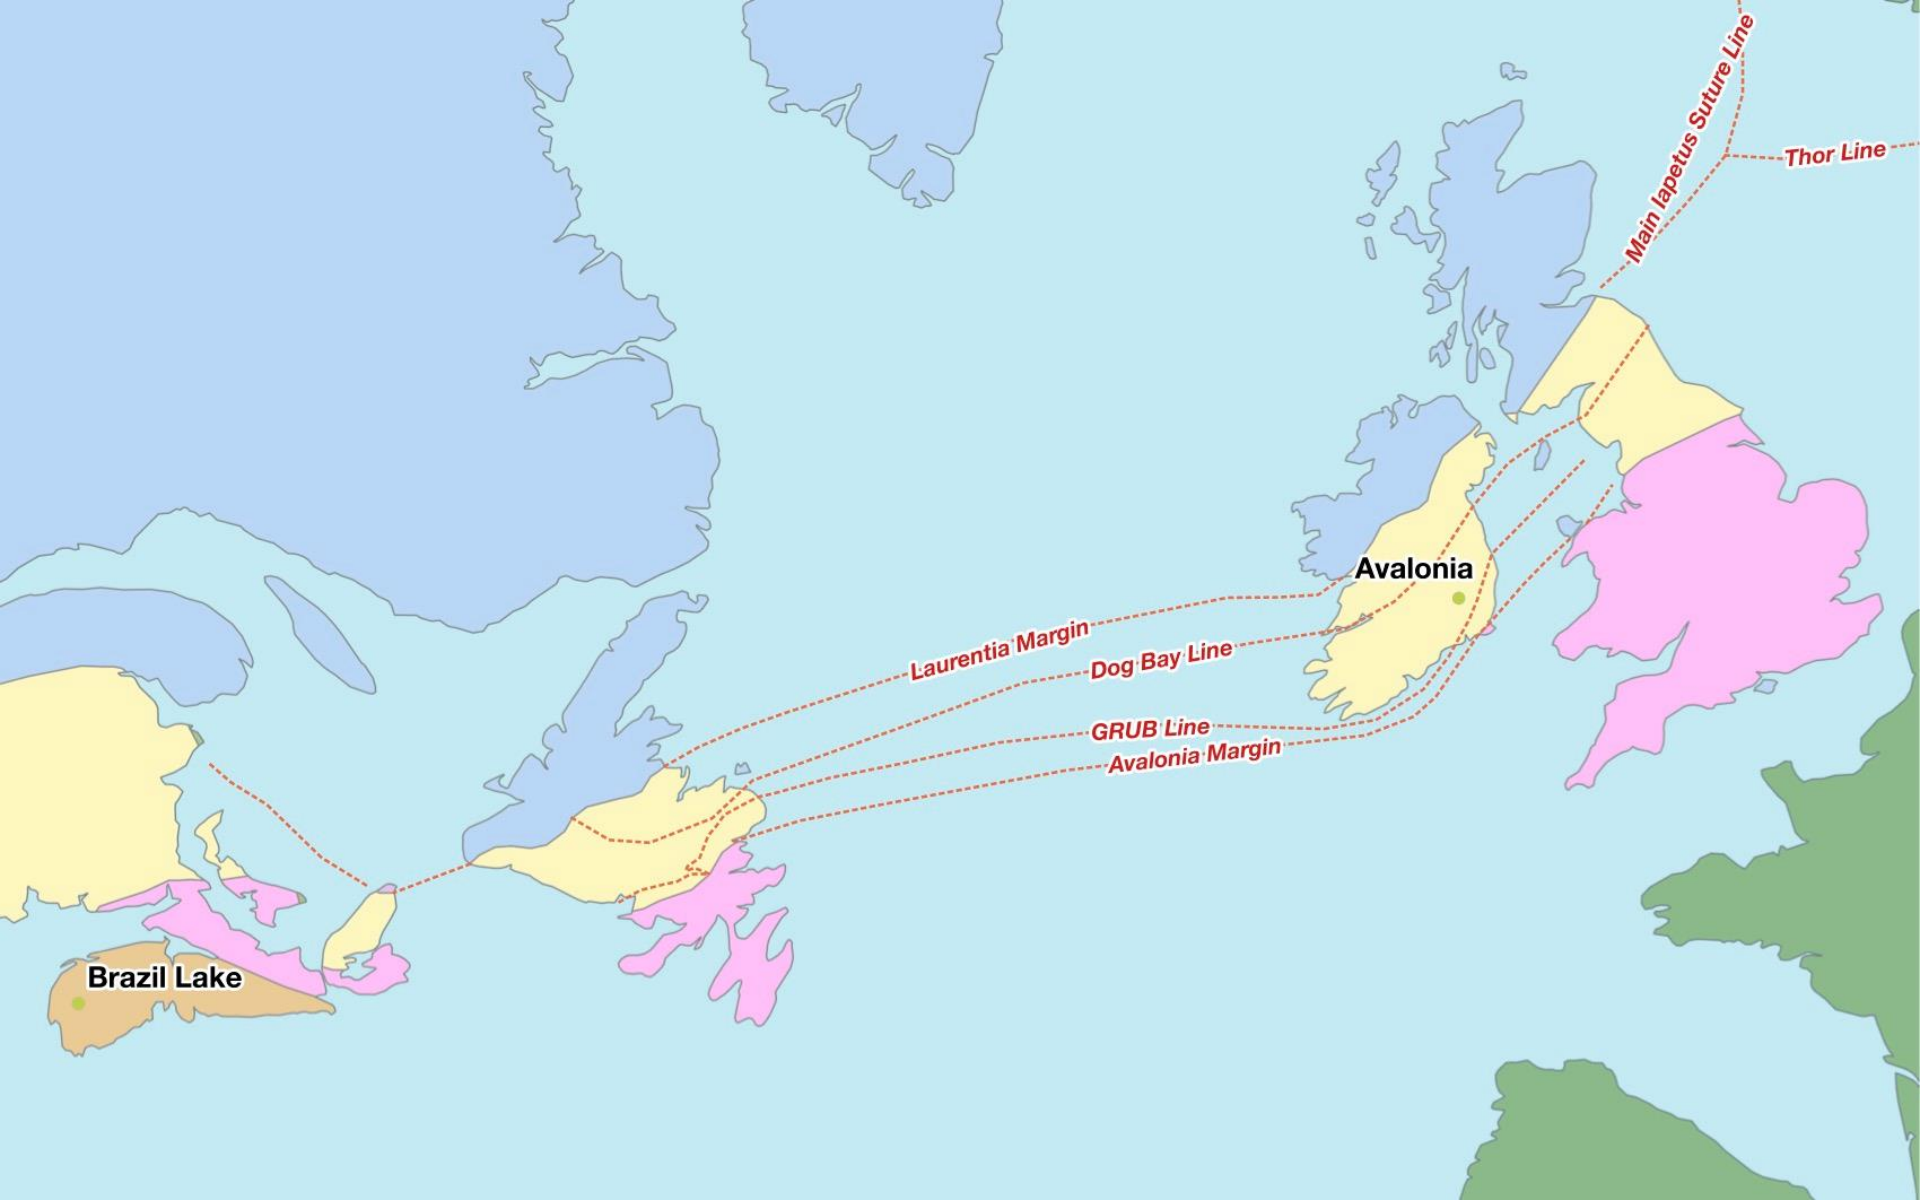 Main Iapetus Suture Line
Thor Line
Avalonia
Laurentia Margin
Dog Bay Line
GRUB Line
Avalonia Margin
Brazil Lake